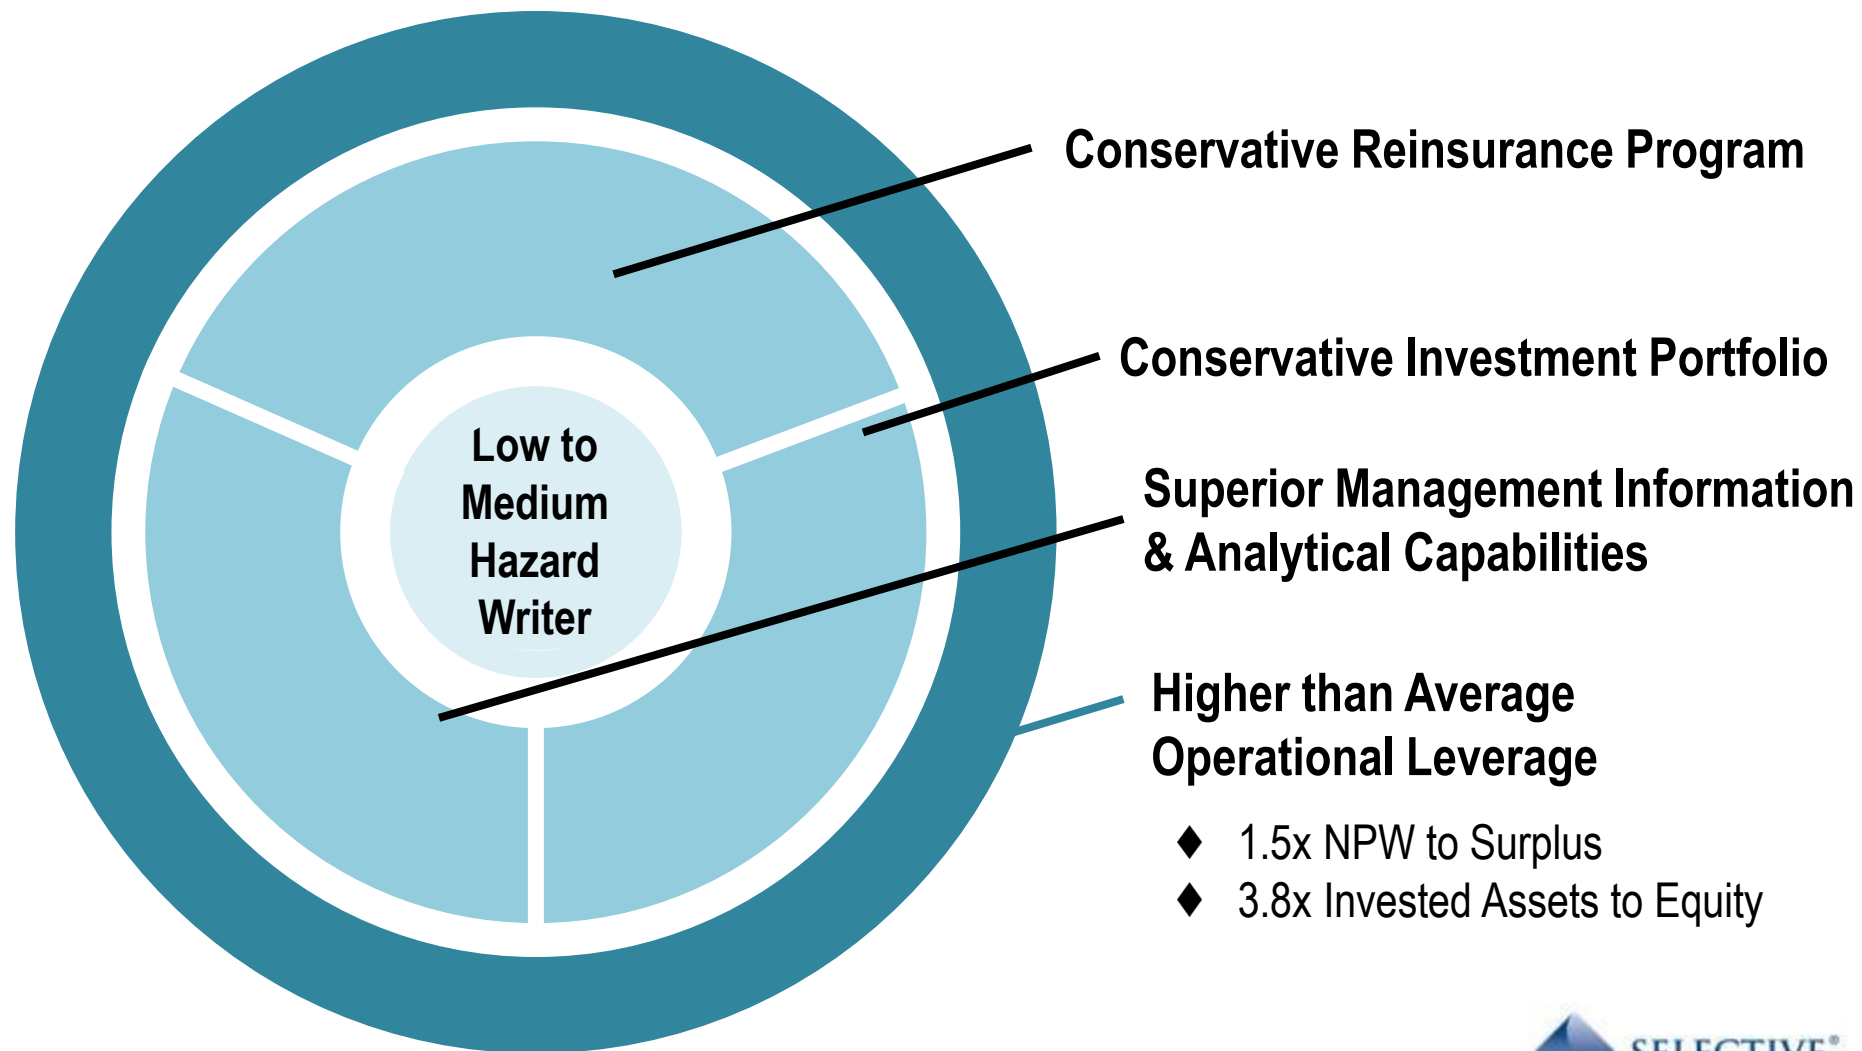 Conservative Reinsurance Program
Conservative Investment Portfolio
Low to
Medium
Hazard
Writer
Superior Management Information
& Analytical Capabilities
Higher than Average
Operational Leverage
♦ 1.5x NPW to Surplus
♦ 3.8x Invested Assets to Equity
SELECTIVE®